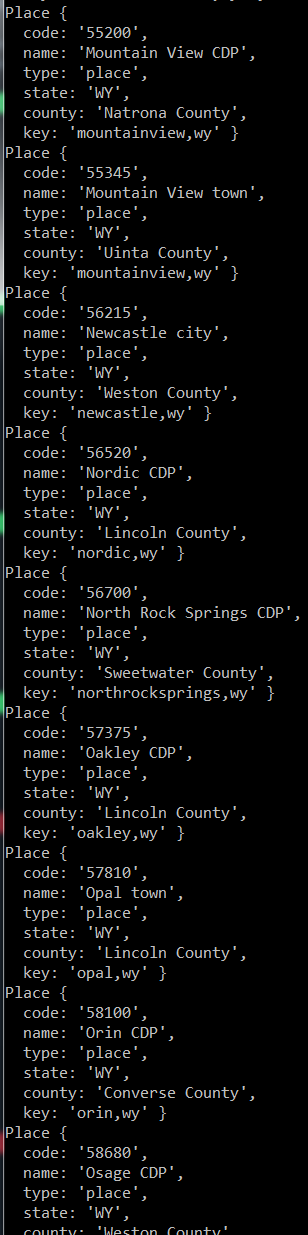 Place {
  code: '55200',
  name: 'Mountain View CDP',
  type: 'place',
  state: 'WY',
  county: 'Natrona County',
  key: 'mountainview,wy' }
Place {
  code: '55345',
  name: 'Mountain View town',
  type: 'place',
  state: 'WY',
  county: 'Uinta County',
  key: 'mountainview,wy' }
Place {
  code: '56215',
  name: 'Newcastle city',
  type: 'place',
  state: 'WY',
  county: 'Weston County',
  key: 'newcastle,wy' }
Place {
  code: '56520',
  name: 'Nordic CDP',
  type: 'place',
  state: 'WY',
  county: 'Lincoln County',
  key: 'nordic,wy' }
Place {
  code: '56700',
  name: 'North Rock Springs CDP',
  type: 'place',
  state: 'WY',
  county: 'Sweetwater County',
  key: 'northrocksprings,wy' }
Place {
  code: '57375',
  name: 'Oakley CDP',
  type: 'place',
  state: 'WY',
  county: 'Lincoln County',
  key: 'oakley,wy' }
Place {
  code: '57810',
  name: 'Opal town',
  type: 'place',
  state: 'WY',
  county: 'Lincoln County',
  key: 'opal,wy' }
Place {
  code: '58100',
  name: 'Orin CDP',
  type: 'place',
  state: 'WY',
  county: 'Converse County',
  key: 'orin,wy' }
Place {
  code: '58680',
  name: 'Osage CDP',
  type: 'place',
  state: 'WY',
  county: 'Weston County'